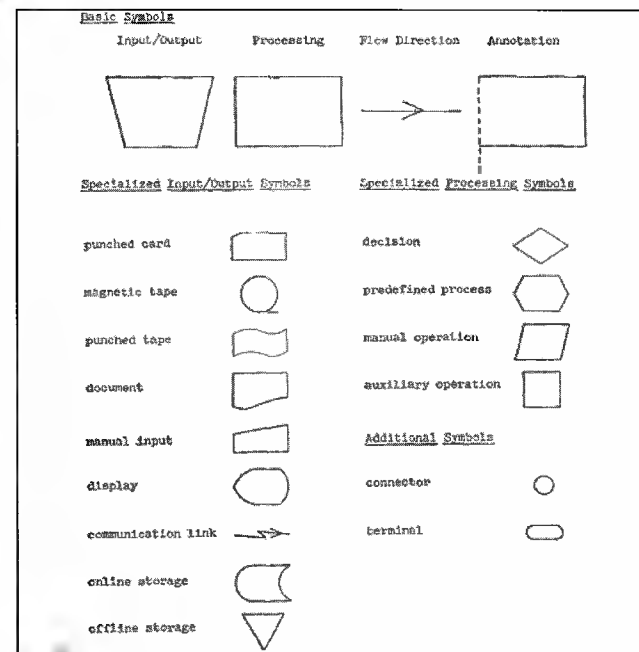 Basic Symbols
Input/Output Processing Flow Direction Annotation
Specialized Input/Output Symbols
punched card
magnetic tape
punched tape
document
manual input
display
communication link
online storage
offline storage
Specialized Processing Symbols
decision
predefined process
manual operation
auxiliary operation
Additional Symbols
connector
terminal